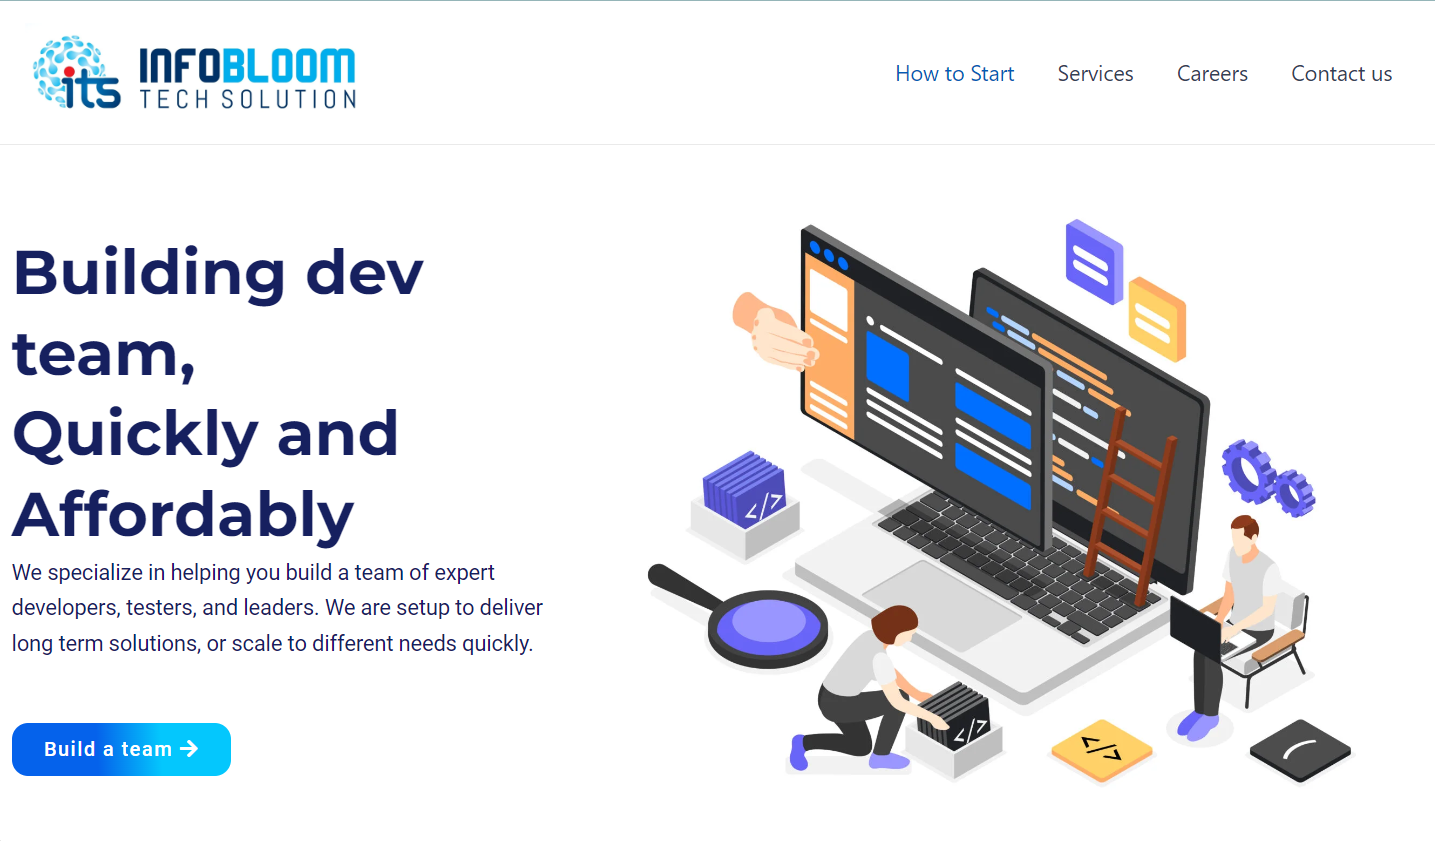 its INFOBLOOM
TECH SOLUTION
How to Start Services Careers Contact us
Building dev
team,
Quickly and
Affordably
We specialize in helping you build a team of expert
developers, testers, and leaders. We are setup to deliver
long term solutions, or scale to different needs quickly.
Build a team →
</>
</>
</>